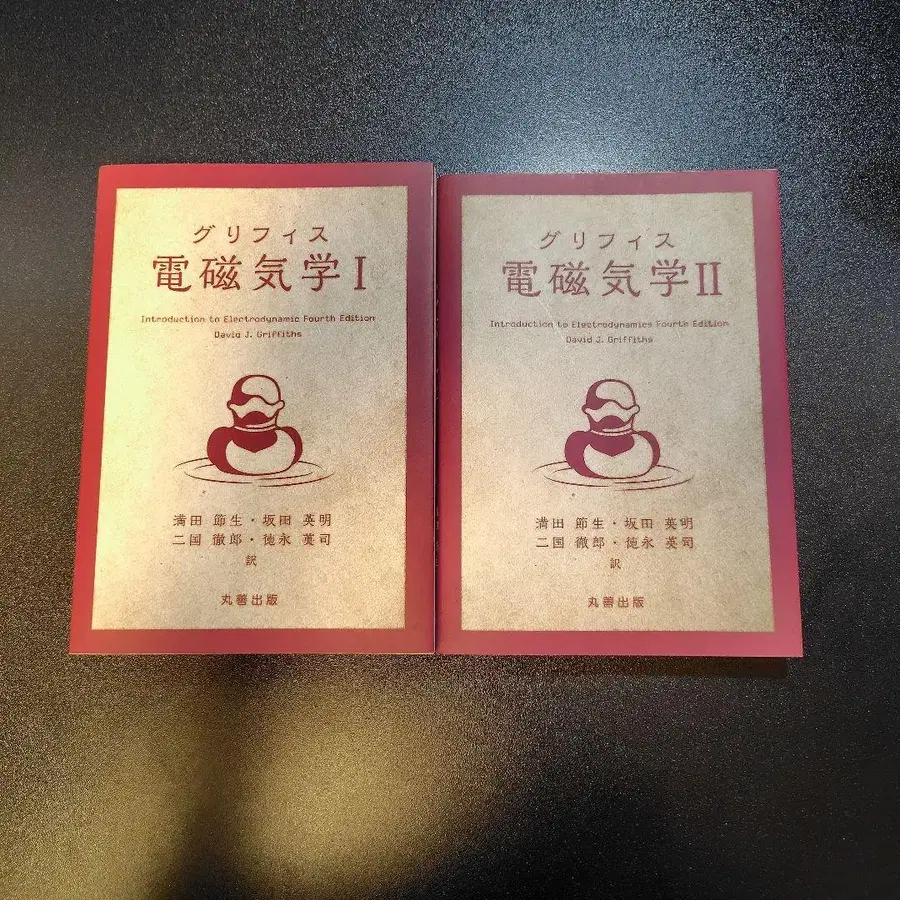 グリフィス
電磁気学Ⅰ
Introduction to Electrodynamic Fourth Edition
David J. Griffiths
満田 節生・坂田 英明
二国 徹郎・徳永 英司
訳
丸善出版
グリフィス
電磁気学Ⅱ
Introduction to Electrodynamics Fourth Edition
David J. Griffiths
満田 節生・坂田 英明
二国 徹郎・徳永 英司
訳
丸善出版